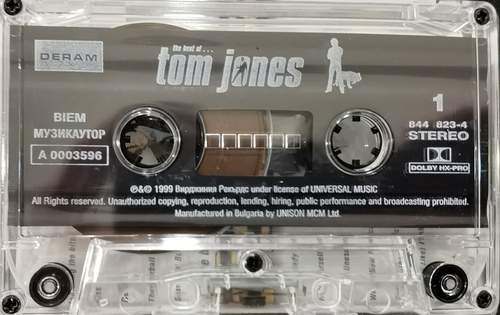 DERAM
the best of . . .
tom jones
BIEM
МУЗИКАУТОР
A 0003596
1
844 823-4
STEREO
DOLBY HX-PRO
℗&© 1999 Вирджиния Рекърдс under license of UNIVERSAL MUSIC
All Rights reserved. Unauthorized copying, reproduction, lending, hiring, public performance and broadcasting prohibited.
Manufactured in Bulgaria by UNISON MCM Ltd.